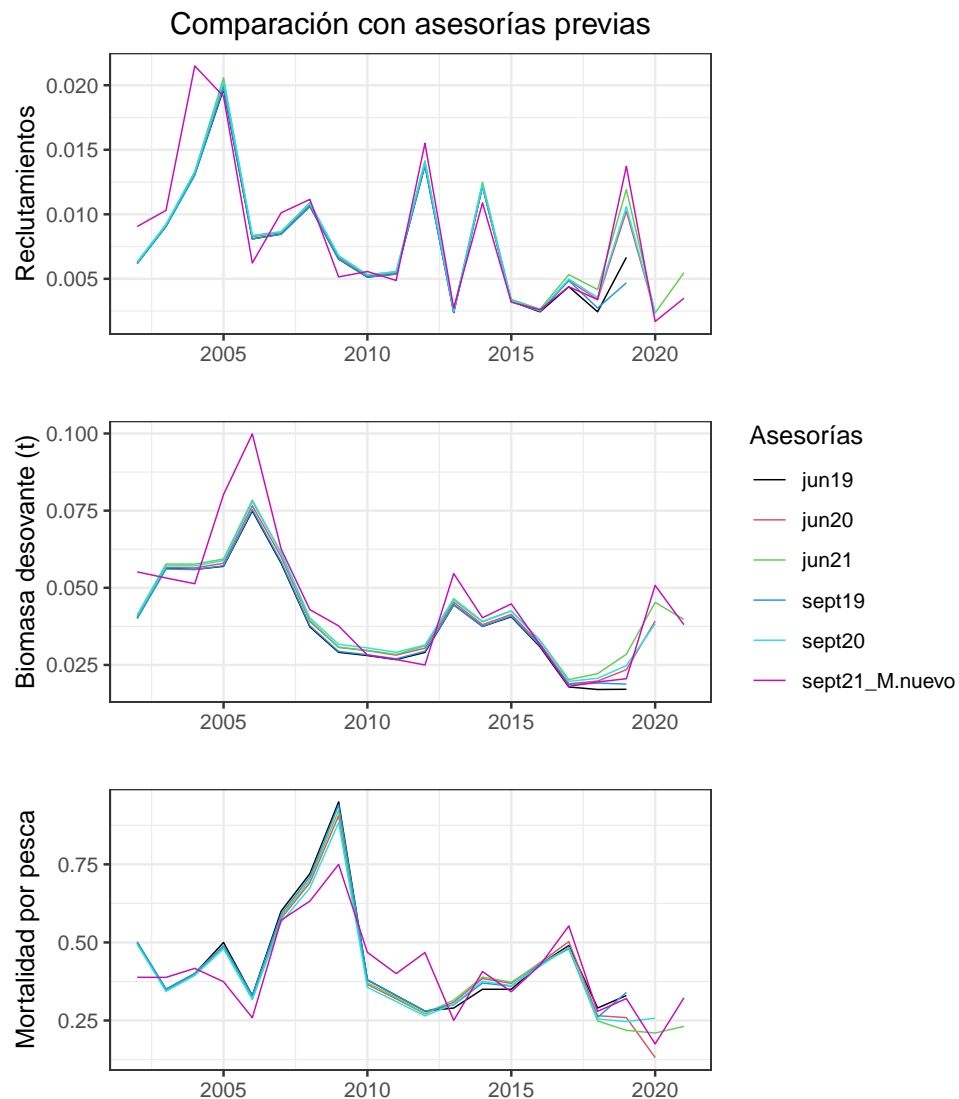 Comparación con asesorías previas
Reclutamientos
0.020
0.015
0.010
0.005
2005
2010
2015
2020
Biomasa desovante (t)
0.100
0.075
0.050
0.025
2005
2010
2015
2020
Asesorías
jun19
jun20
jun21
sept19
sept20
sept21_M.nuevo
Mortalidad por pesca
0.75
0.50
0.25
2005
2010
2015
2020